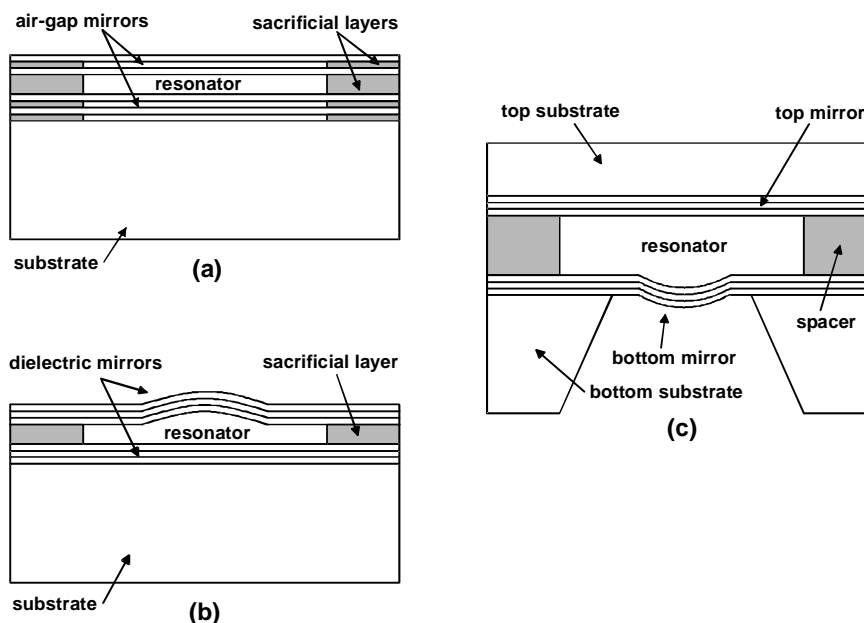 air-gap mirrors
sacrificial layers
resonator
substrate
(a)
dielectric mirrors
sacrificial layer
resonator
substrate
(b)
top substrate
top mirror
resonator
spacer
bottom mirror
bottom substrate
(c)